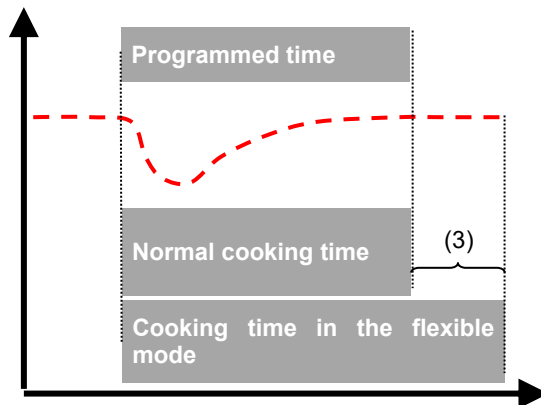 Programmed time
Normal cooking time
(3)
Cooking time in the flexible
mode